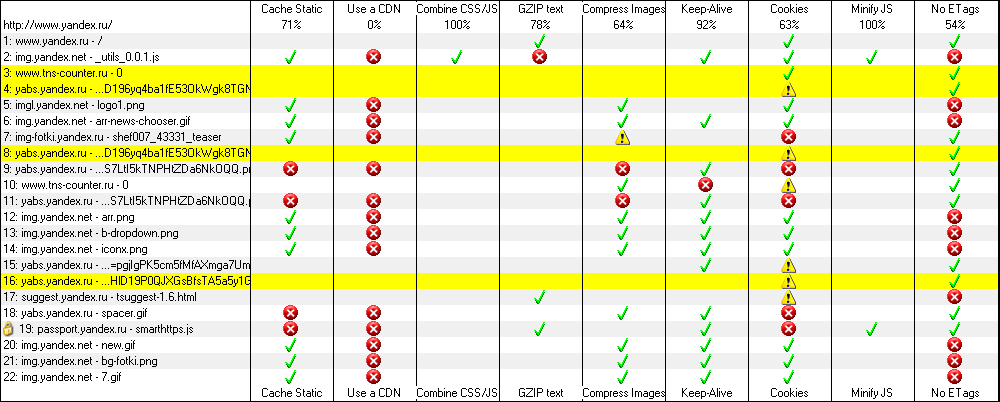 Cache Static Use a CDN Combine CSS/JS GZIP text Compress Images Keep-Alive Cookies Minify JS No ETags
http://www.yandex.ru/ 71% 0% 100% 78% 64% 92% 63% 100% 54%
1: www.yandex.ru - /
2: img.yandex.net - _utils_0.0.1.js
3: www.tns-counter.ru - 0
4: yabs.yandex.ru - ...D196yq4ba1fE53OkWgk8TGN
5: imgl.yandex.net - logo1.png
6: img.yandex.net - arr-news-chooser.gif
7: img-fotki.yandex.ru - shef007_43331_teaser
8: yabs.yandex.ru - ...D196yq4ba1fE53OkWgk8TGN
9: yabs.yandex.ru - ...S7LtI5kTNPHtZDa6NkOQQ.p
10: www.tns-counter.ru - 0
11: yabs.yandex.ru - ...S7LtI5kTNPHtZDa6NkOQQ.p
12: img.yandex.net - arr.png
13: img.yandex.net - b-dropdown.png
14: img.yandex.net - iconx.png
15: yabs.yandex.ru - ...=pgjIgPK5cm5fMfAXmga7Um
16: yabs.yandex.ru - ...HID19P0QJXGsBfsTA5a5y1G
17: suggest.yandex.ru - tsuggest-1.6.html
18: yabs.yandex.ru - spacer.gif
19: passport.yandex.ru - smarthttps.js
20: img.yandex.net - new.gif
21: img.yandex.net - bg-fotki.png
22: img.yandex.net - 7.gif
Cache Static Use a CDN Combine CSS/JS GZIP text Compress Images Keep-Alive Cookies Minify JS No ETags